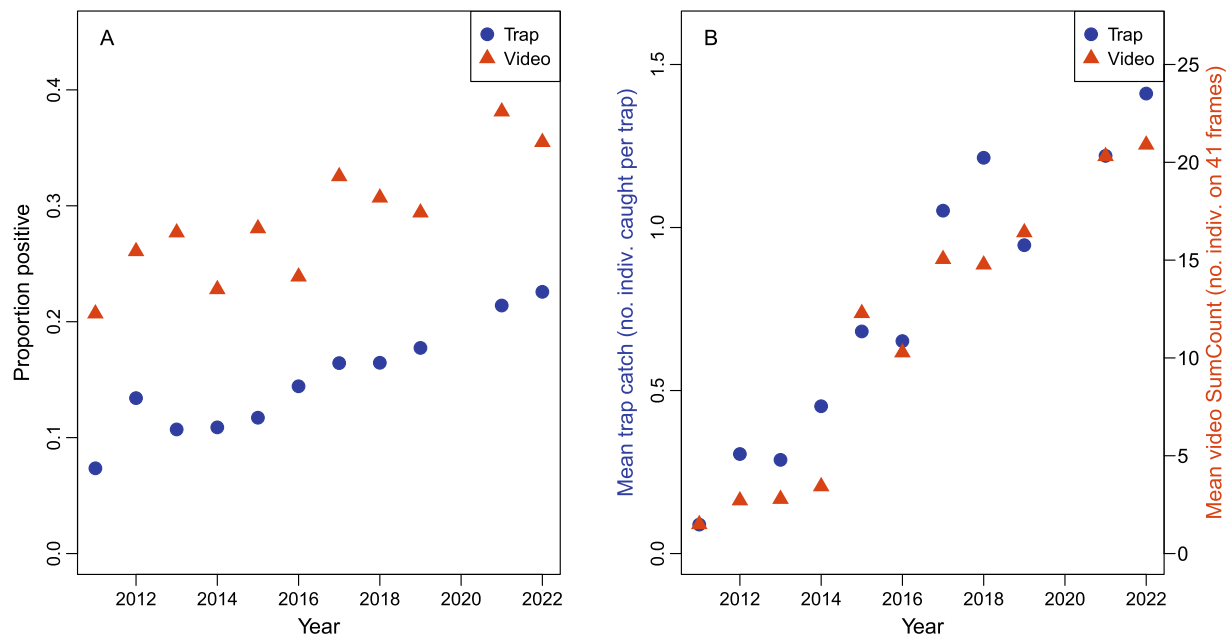 A
Trap
Video
Proportion positive
0.4
0.3
0.2
0.1
0.0
2012 2014 2016 2018 2020 2022
Year
B
Trap
Video
Mean trap catch (no. indiv. caught per trap)
1.5
1.0
0.5
0.0
2012 2014 2016 2018 2020 2022
Year
25
20
15
10
5
0
Mean video SumCount (no. indiv. on 41 frames)